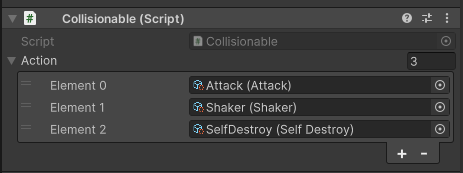 Collisionable (Script)
Script Collisionable
Action 3
Element 0 Attack (Attack)
Element 1 Shaker (Shaker)
Element 2 SelfDestroy (Self Destroy)
+ -